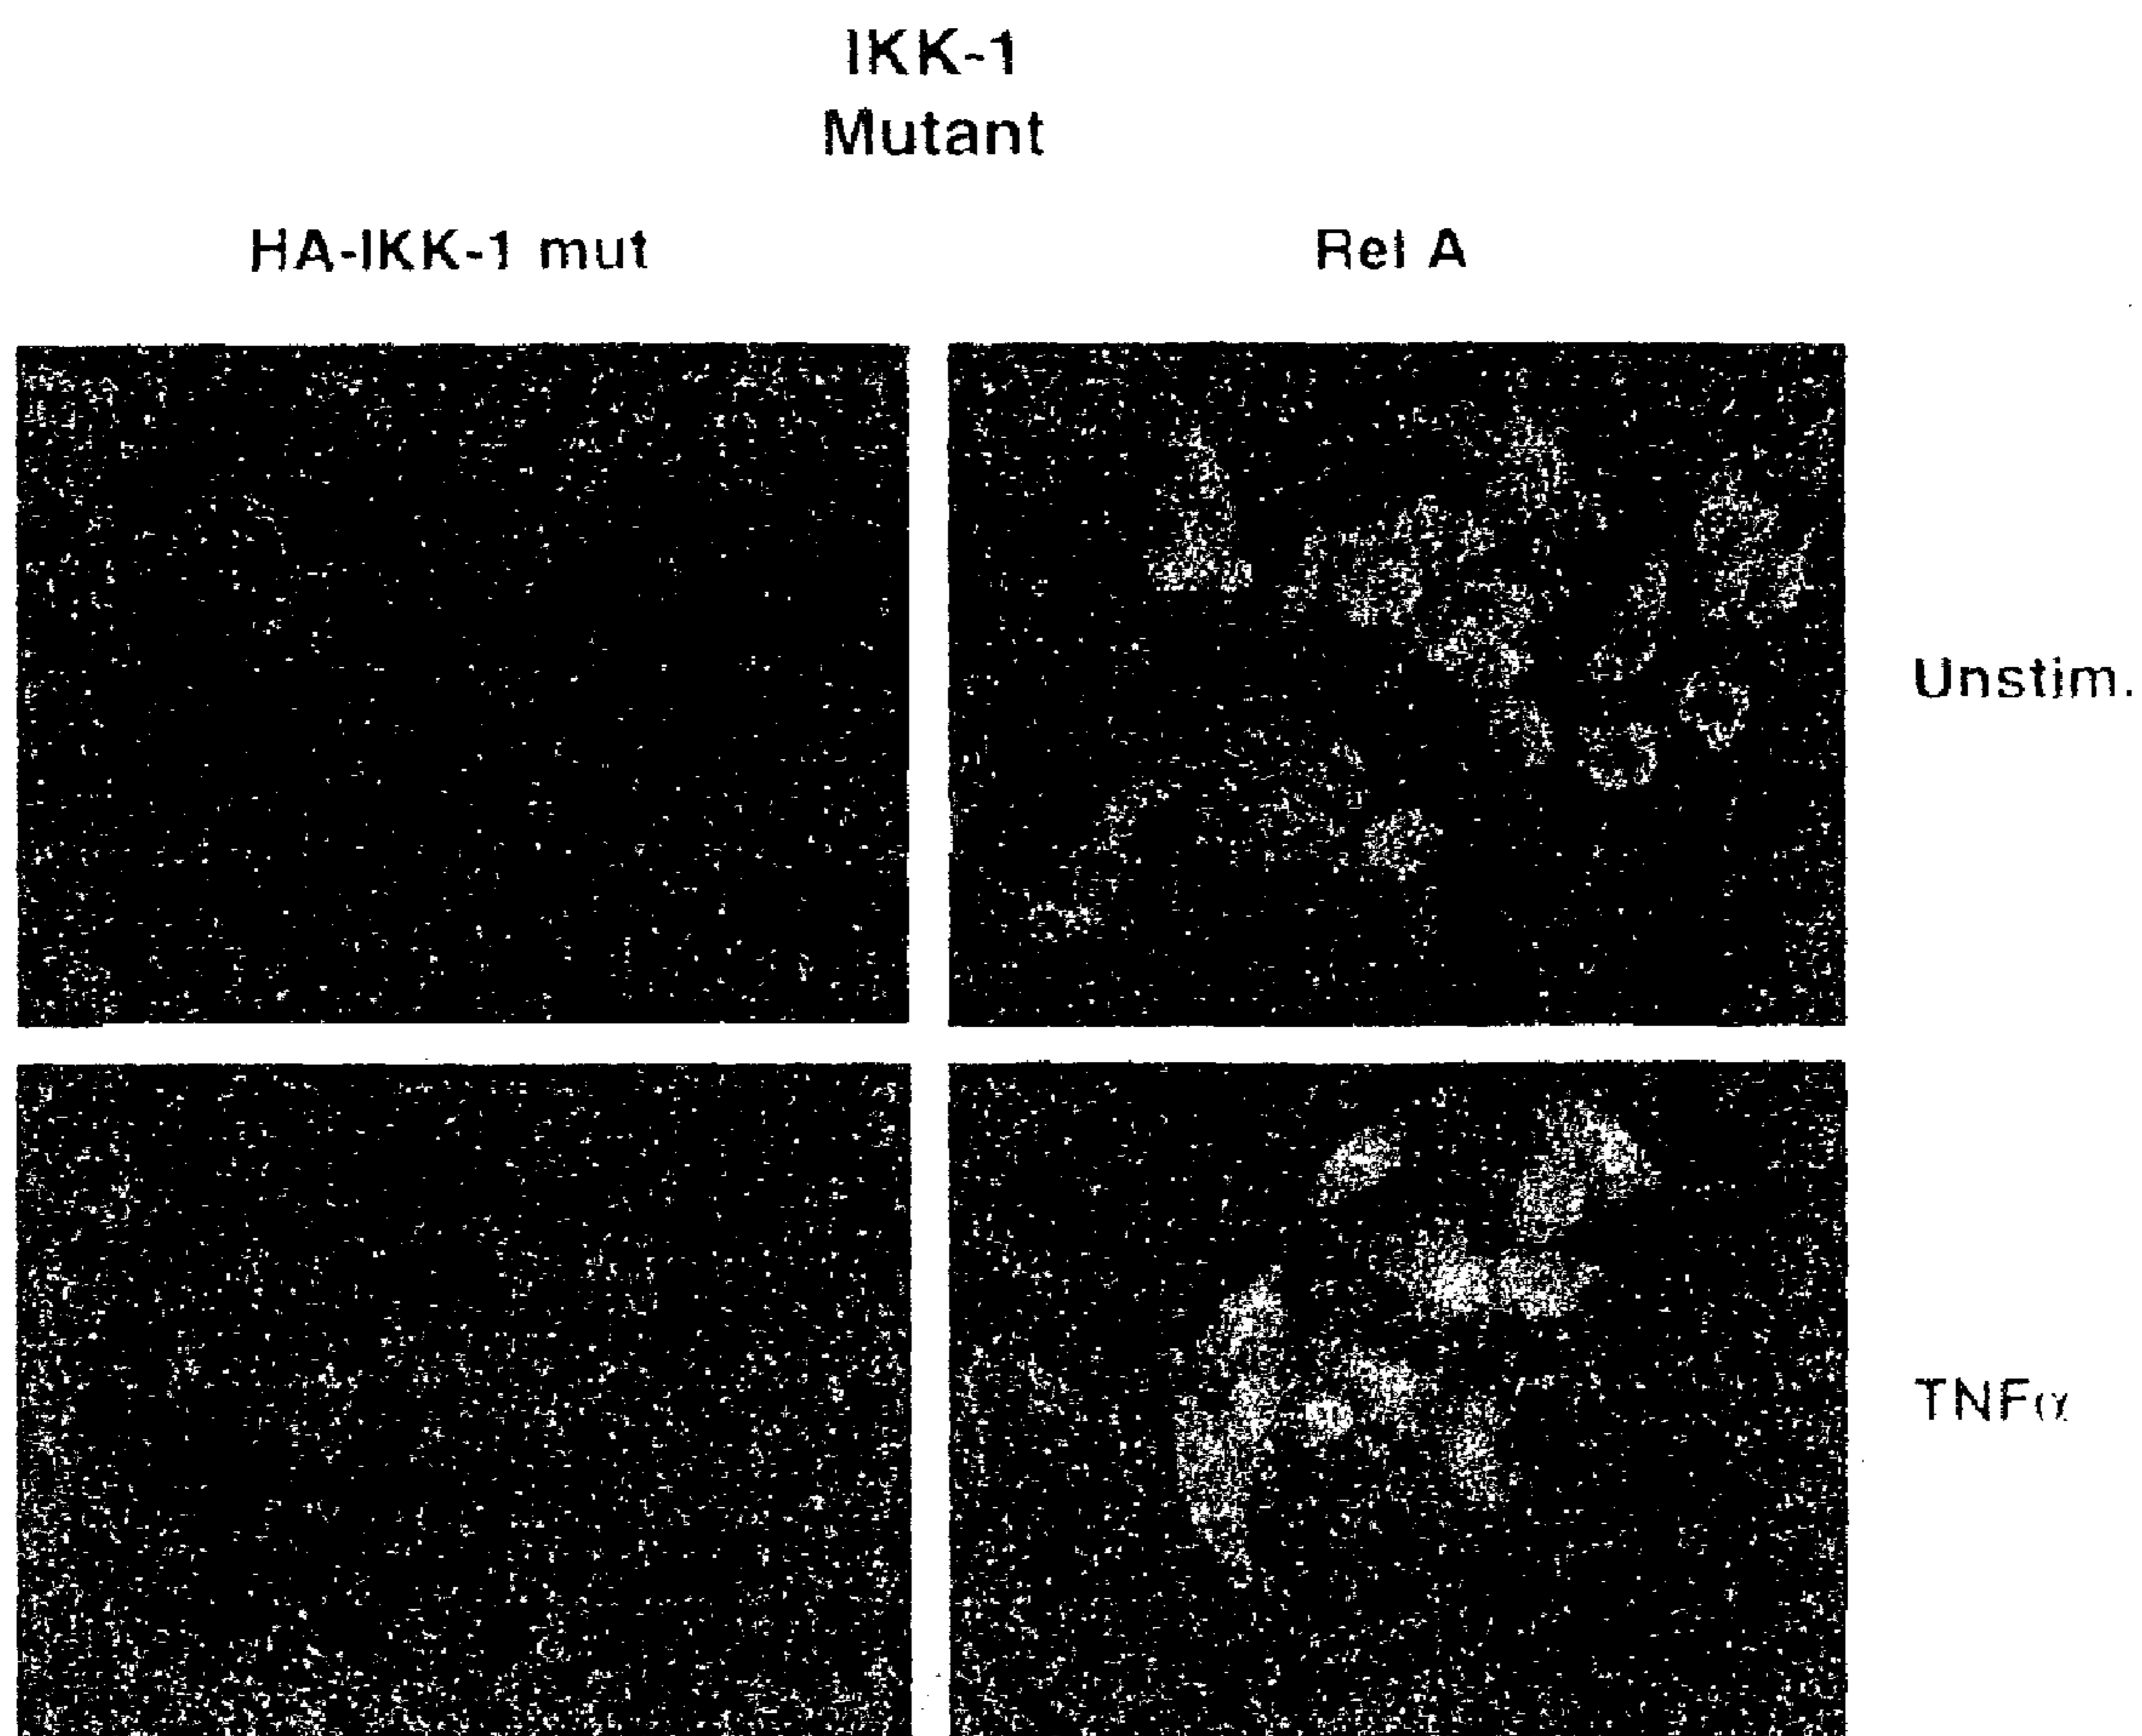 IKK-1
Mutant
HA-IKK-1 mut
Rel A
Unstim.
TNFα